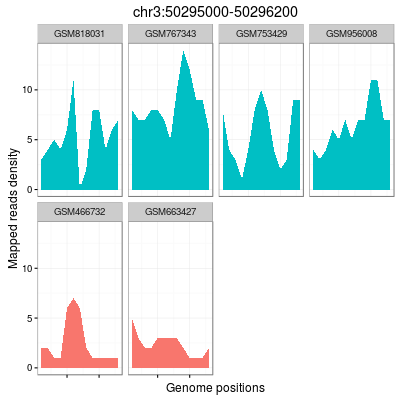 chr3:50295000-50296200
GSM818031 GSM767343 GSM753429 GSM956008
10
5
0
GSM466732 GSM663427
10
5
0
Mapped reads density
Genome positions